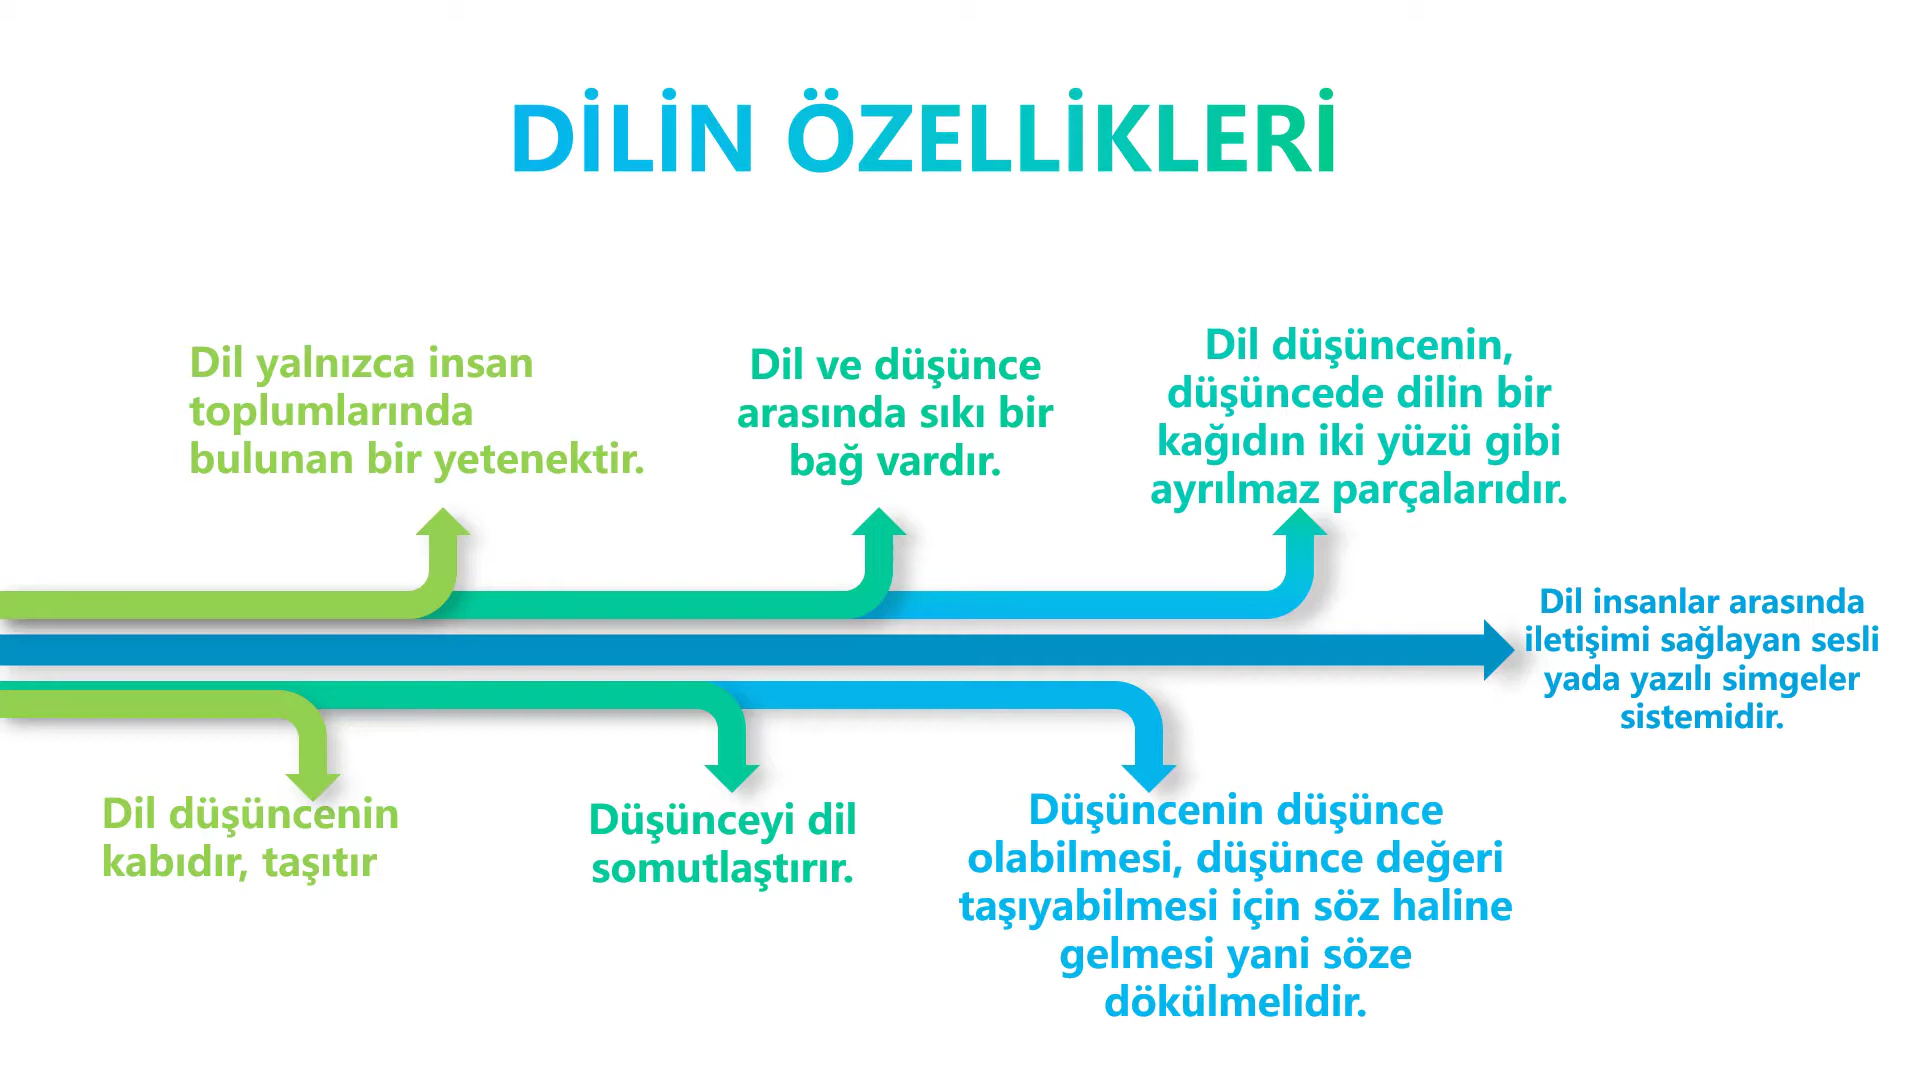 DİLİN ÖZELLİKLERİ
Dil yalnızca insan
toplumlarında
bulunan bir yetenektir.
Dil ve düşünce
arasında sıkı bir
bağ vardır.
Dil düşüncenin,
düşüncede dilin bir
kağıdın iki yüzü gibi
ayrılmaz parçalarıdır.
Dil insanlar arasında
iletişimi sağlayan sesli
yada yazılı simgeler
sistemidir.
Dil düşüncenin
kabıdır, taşıtır
Düşünceyi dil
somutlaştırır.
Düşüncenin düşünce
olabilmesi, düşünce değeri
taşıyabilmesi için söz haline
gelmesi yani söze
dökülmelidir.